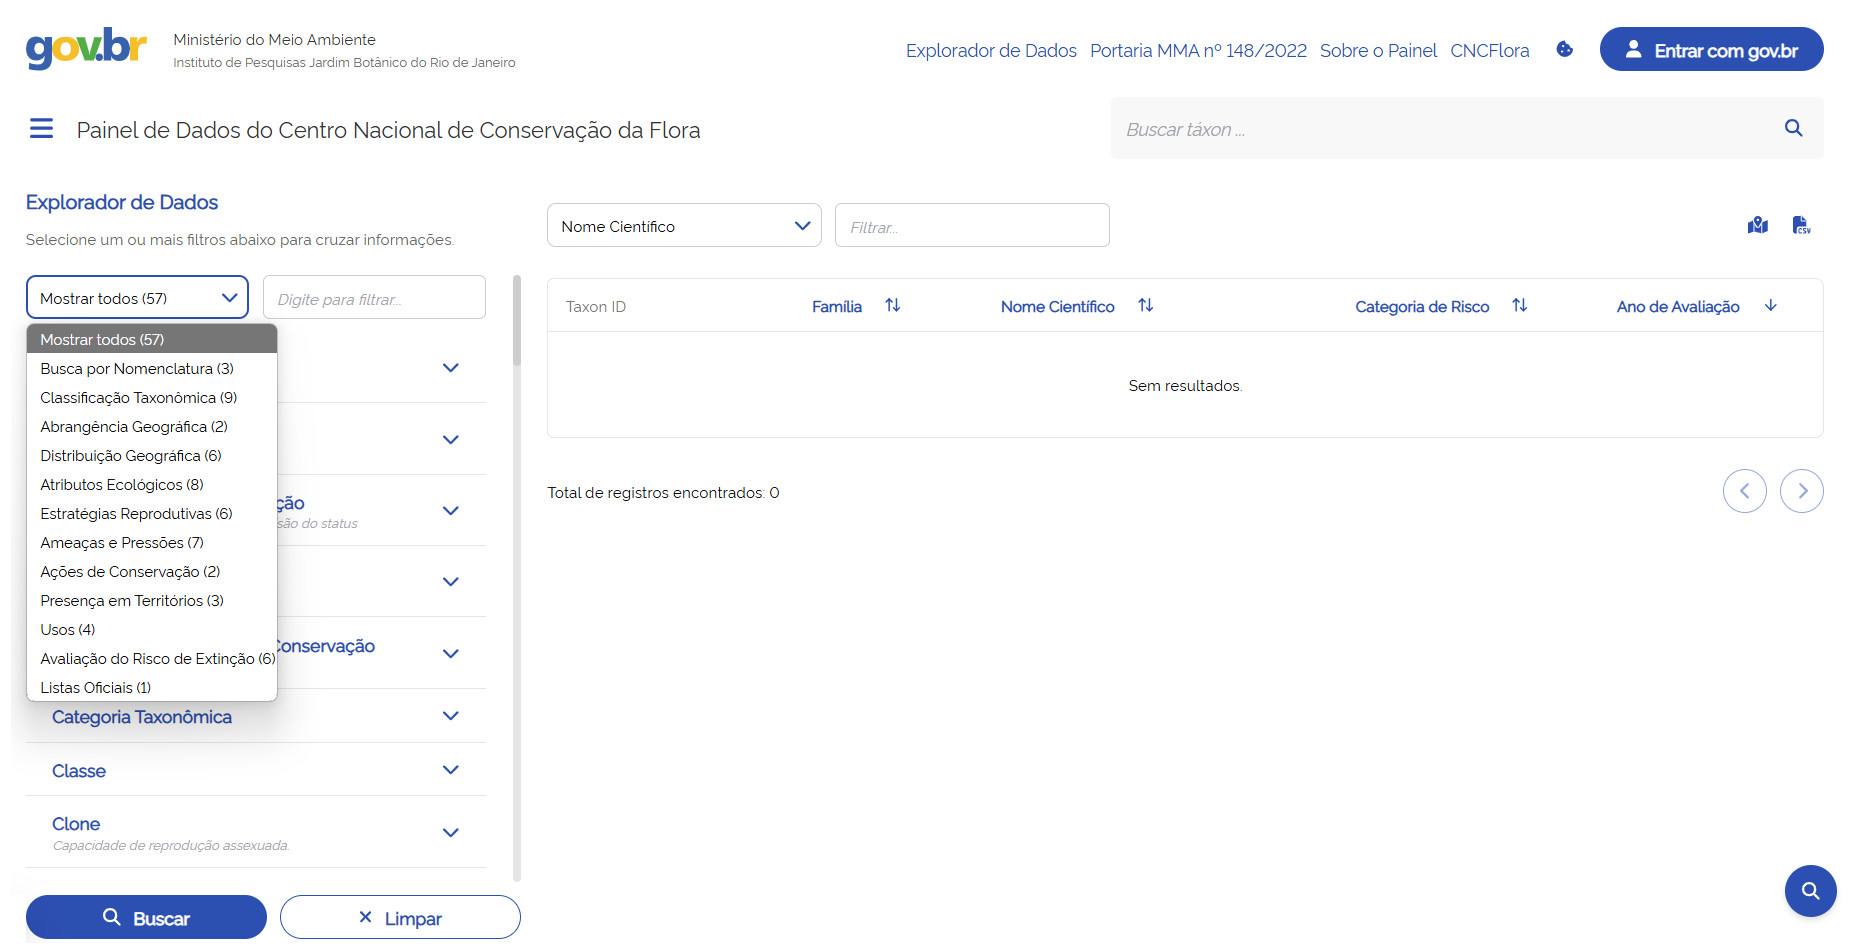 gov.br
Ministério do Meio Ambiente
Instituto de Pesquisas Jardim Botânico do Rio de Janeiro
Explorador de Dados Portaria MMA nº 148/2022 Sobre o Painel CNCFlora
Entrar com gov.br
Painel de Dados do Centro Nacional de Conservação da Flora
Buscar táxon ...
Explorador de Dados
Selecione um ou mais filtros abaixo para cruzar informações.
Mostrar todos (57)
Digite para filtrar...
Mostrar todos (57)
Busca por Nomenclatura (3)
Classificação Taxonômica (9)
Abrangência Geográfica (2)
Distribuição Geográfica (6)
Atributos Ecológicos (8)
Estratégias Reprodutivas (6)
Ameaças e Pressões (7)
Ações de Conservação (2)
Presença em Territórios (3)
Usos (4)
Avaliação do Risco de Extinção (6)
Listas Oficiais (1)
ção
são do status
Conservação
Categoria Taxonômica
Classe
Clone
Capacidade de reprodução assexuada.
Buscar
Limpar
Nome Científico
Filtrar...
CSV
Taxon ID Família Nome Científico Categoria de Risco Ano de Avaliação
Sem resultados.
Total de registros encontrados: 0